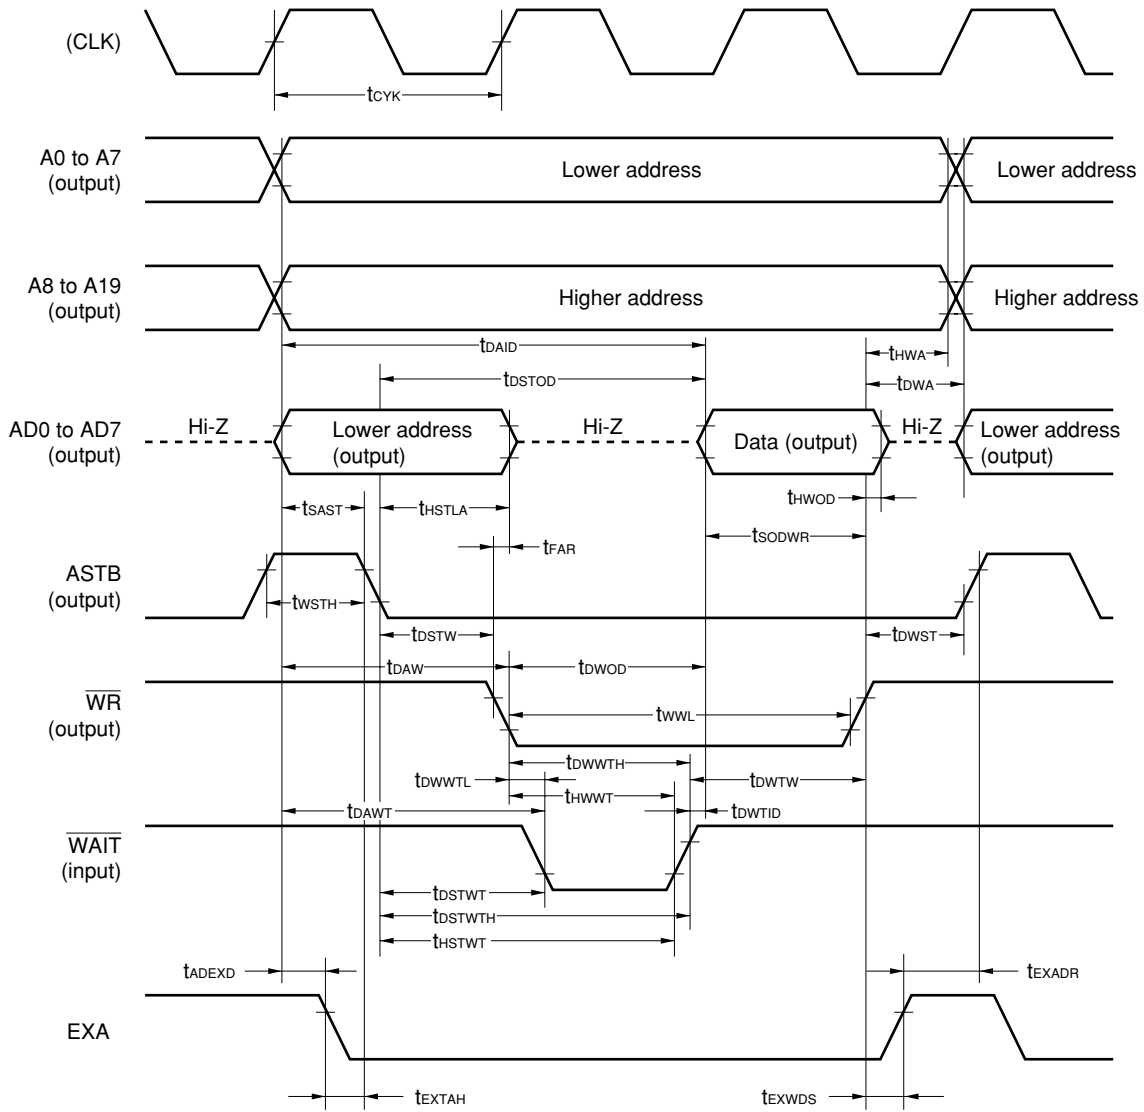 (CLK)
tCYK
A0 to A7
(output)
Lower address
Lower address
A8 to A19
(output)
Higher address
Higher address
tDAID
tHWA
tDSTOD
tDWA
AD0 to AD7
(output)
Hi-Z
Lower address
(output)
Hi-Z
Data (output)
Hi-Z
Lower address
(output)
tHWOD
tSAST
tHSTLA
tSODWR
tFAR
ASTB
(output)
tWSTH
tDSTW
tDWST
tDAW
tDWOD
WR
(output)
tWWL
tDWWTH
tDWWTL
tDWTW
tHWWT
tDAWT
tDWTID
WAIT
(input)
tDSTWT
tDSTWTH
tHSTWT
tADEXD
tEXADR
EXA
tEXTAH
tEXWDS